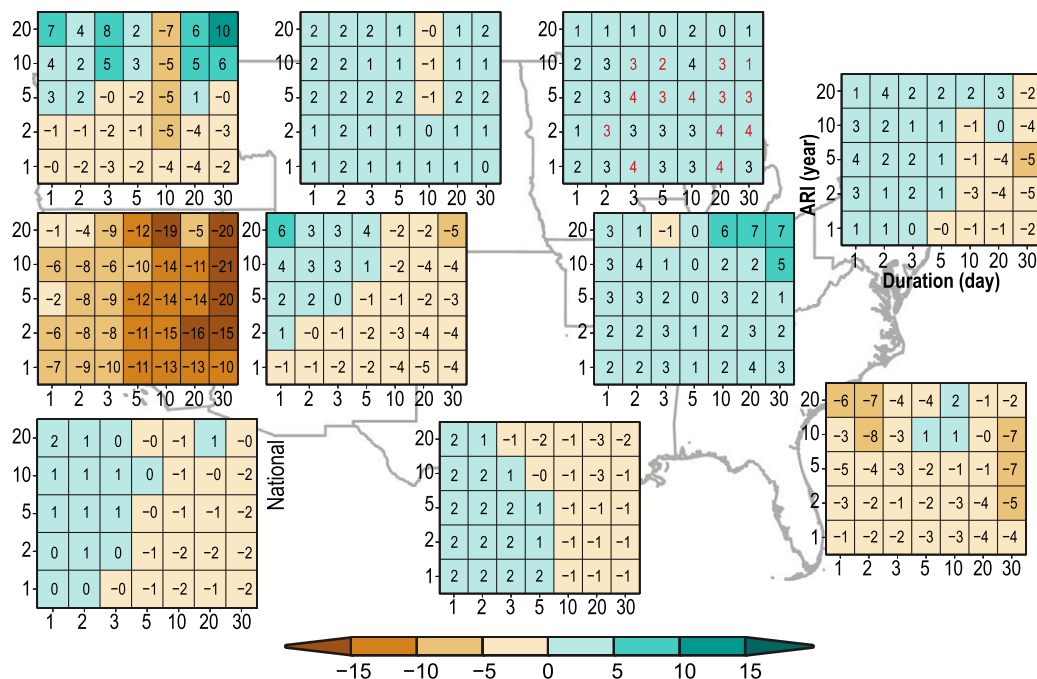 20 7 4 8 2 −7 6 10
10 4 2 5 3 −5 5 6
5 3 2 −0 −2 −5 1 −0
2 −1 −1 −2 −1 −5 −4 −3
1 −0 −2 −3 −2 −4 −4 −2
1 2 3 5 10 20 30
20 2 2 2 1 −0 1 2
10 2 2 1 1 −1 1 1
5 2 2 2 2 −1 2 2
2 1 2 1 1 0 1 1
1 1 2 1 1 1 1 0
1 2 3 5 10 20 30
20 1 1 1 0 2 0 1
10 2 3 3 2 4 3 1
5 2 3 4 3 4 3 3
2 1 3 3 3 3 4 4
1 2 3 4 3 3 4 3
1 2 3 5 10 20 30
ARI (year)
20 1 4 2 2 2 3 −2
10 3 2 1 1 −1 0 −4
5 4 2 2 1 −1 −4 −5
2 3 1 2 1 −3 −4 −5
1 1 1 0 −0 −1 −1 −2
1 2 3 5 10 20 30
Duration (day)
20 −1 −4 −9 −12 −19 −5 −20
10 −6 −8 −6 −10 −14 −11 −21
5 −2 −8 −9 −12 −14 −14 −20
2 −6 −8 −8 −11 −15 −16 −15
1 −7 −9 −10 −11 −13 −13 −10
1 2 3 5 10 20 30
20 6 3 3 4 −2 −2 −5
10 4 3 3 1 −2 −4 −4
5 2 2 0 −1 −1 −2 −3
2 1 −0 −1 −2 −3 −4 −4
1 −1 −1 −2 −2 −4 −5 −4
1 2 3 5 10 20 30
20 3 1 −1 0 6 7 7
10 3 4 1 0 2 2 5
5 3 3 2 0 3 2 1
2 2 2 3 1 2 3 2
1 2 2 3 1 2 4 3
1 2 3 5 10 20 30
20 2 1 0 −0 −1 1 −0
10 1 1 1 0 −1 −0 −2
5 1 1 1 −0 −1 −1 −2
2 0 1 0 −1 −2 −2 −2
1 0 0 −0 −1 −2 −1 −2
1 2 3 5 10 20 30
National
20 2 1 −1 −2 −1 −3 −2
10 2 2 1 −0 −1 −3 −1
5 2 2 2 1 −1 −1 −1
2 2 2 2 1 −1 −1 −1
1 2 2 2 2 −1 −1 −1
1 2 3 5 10 20 30
20 −6 −7 −4 −4 2 −1 −2
10 −3 −8 −3 1 1 −0 −7
5 −5 −4 −3 −2 −1 −1 −7
2 −3 −2 −1 −2 −3 −4 −5
1 −1 −2 −2 −3 −3 −4 −4
1 2 3 5 10 20 30
−15 −10 −5 0 5 10 15